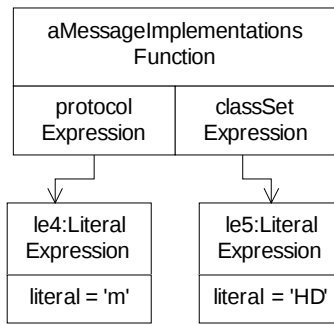 aMessageImplementations
Function
protocol
Expression
classSet
Expression
le4:Literal
Expression
literal = 'm'
le5:Literal
Expression
literal = 'HD'